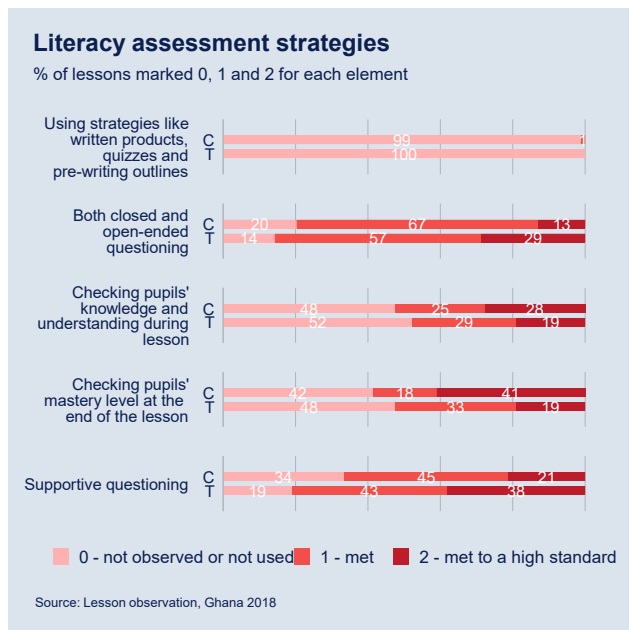 Literacy assessment strategies
% of lessons marked 0, 1 and 2 for each element
Using strategies like
written products,
quizzes and
pre-writing outlines
C 99 1
T 100
Both closed and
open-ended
questioning
C 20 67 13
T 14 57 29
Checking pupils'
knowledge and
understanding during
lesson
C 48 25 28
T 52 29 19
Checking pupils'
mastery level at the
end of the lesson
C 42 18 41
T 48 33 19
Supportive questioning
C 34 45 21
T 19 43 38
0 - not observed or not used 1 - met 2 - met to a high standard
Source: Lesson observation, Ghana 2018